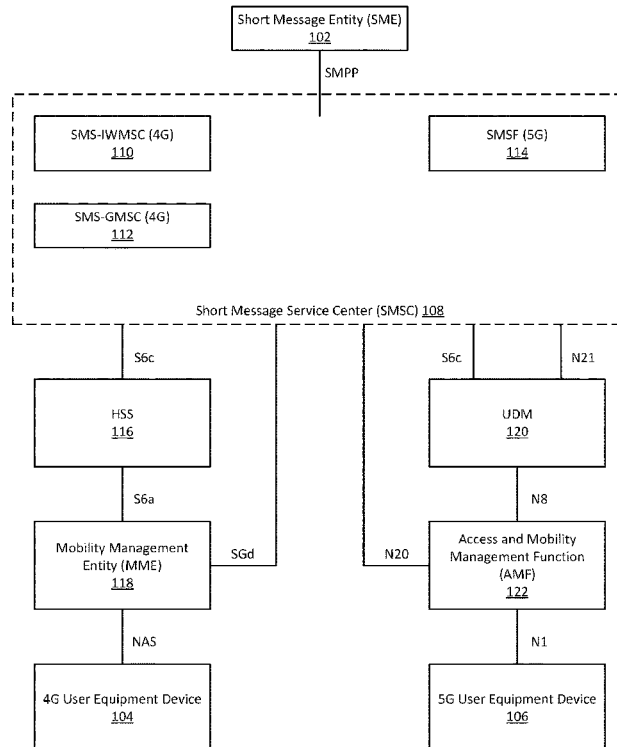 Short Message Entity (SME)
102
SMPP
SMS-IWMSC (4G)
110
SMSF (5G)
114
SMS-GMSC (4G)
112
Short Message Service Center (SMSC) 108
S6c
S6c
N21
HSS
116
UDM
120
S6a
N8
Mobility Management
Entity (MME)
118
SGd
N20
Access and Mobility
Management Function
(AMF)
122
NAS
N1
4G User Equipment Device
104
5G User Equipment Device
106